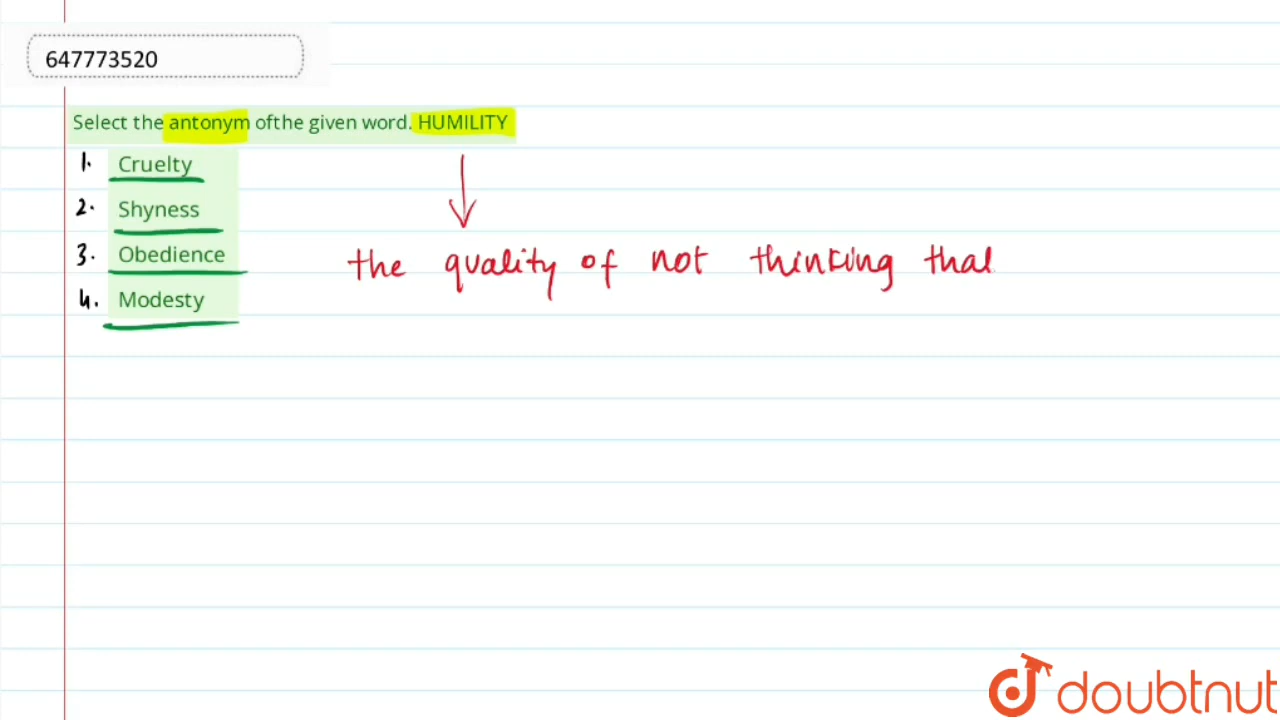 647773520
Select the antonym ofthe given word. HUMILITY
1. Cruelty
2. Shyness
3. Obedience
4. Modesty
the quality of not thinking that
doubtnut